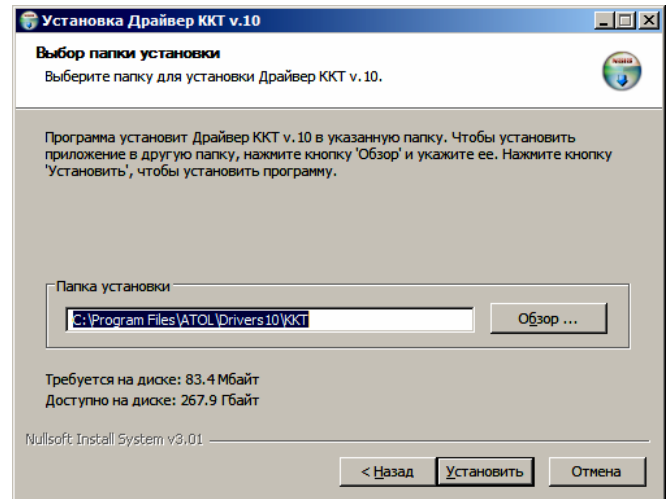 Установка Драйвер ККТ v.10
Выбор папки установки
Выберите папку для установки Драйвер ККТ v.10.
Программа установит Драйвер ККТ v.10 в указанную папку. Чтобы установить
приложение в другую папку, нажмите кнопку 'Обзор' и укажите ее. Нажмите кнопку
'Установить', чтобы установить программу.
Папка установки
C:\Program Files\ATOL\Drivers10\KKT
Обзор ...
Требуется на диске: 83.4 Мбайт
Доступно на диске: 267.9 Гбайт
Nullsoft Install System v3.01
< Назад
Установить
Отмена